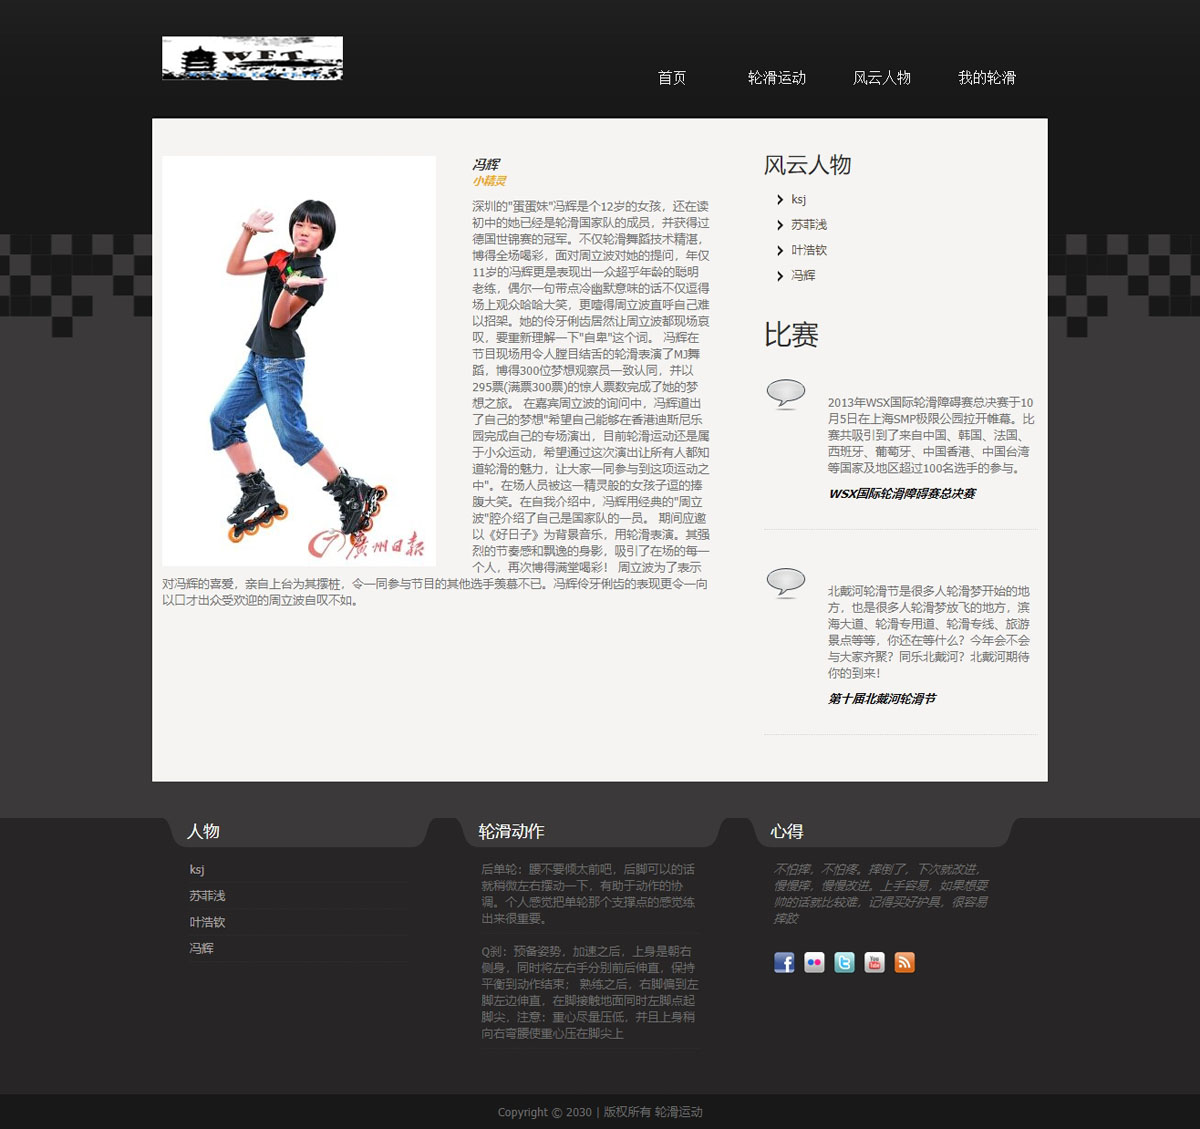 WFT
首页
轮滑运动
风云人物
我的轮滑
冯辉
小精灵
深圳的"蛋蛋妹"冯辉是个12岁的女孩，还在读
初中的她已经是轮滑国家队的成员，并获得过
德国世锦赛的冠军。不仅轮滑舞蹈技术精湛，
博得全场喝彩，面对周立波对她的提问，年仅
11岁的冯辉更是表现出一众超乎年龄的聪明
老练，偶尔一句带点冷幽默意味的话不仅逗得
场上观众哈哈大笑，更噎得周立波直呼自己难
以招架。她的伶牙俐齿居然让周立波都现场哀
叹，要重新理解一下"自卑"这个词。 冯辉在
节目现场用令人瞠目结舌的轮滑表演了MJ舞
蹈，博得300位梦想观察员一致认同，并以
295票(满票300票)的惊人票数完成了她的梦
想之旅。 在嘉宾周立波的询问中，冯辉道出
了自己的梦想"希望自己能够在香港迪斯尼乐
园完成自己的专场演出，目前轮滑运动还是属
于小众运动，希望通过这次演出让所有人都知
道轮滑的魅力，让大家一同参与到这项运动之
中"。在场人员被这一精灵般的女孩子逗的捧
腹大笑。在自我介绍中，冯辉用经典的"周立
波"腔介绍了自己是国家队的一员。 期间应邀
以《好日子》为背景音乐，用轮滑表演。其强
烈的节奏感和飘逸的身影，吸引了在场的每一
个人，再次博得满堂喝彩！ 周立波为了表示
对冯辉的喜爱，亲自上台为其摆桩，令一同参与节目的其他选手羡慕不已。冯辉伶牙俐齿的表现更令一向
以口才出众受欢迎的周立波自叹不如。
廣州日報
风云人物
ksj
苏菲浅
叶浩钦
冯辉
比赛
2013年WSX国际轮滑障碍赛总决赛于10
月5日在上海SMP极限公园拉开帷幕。比
赛共吸引到了来自中国、韩国、法国、
西班牙、葡萄牙、中国香港、中国台湾
等国家及地区超过100名选手的参与。
WSX国际轮滑障碍赛总决赛
北戴河轮滑节是很多人轮滑梦开始的地
方，也是很多人轮滑梦放飞的地方，滨
海大道、轮滑专用道、轮滑专线、旅游
景点等等，你还在等什么？今年会不会
与大家齐聚？同乐北戴河？北戴河期待
你的到来！
第十届北戴河轮滑节
人物
ksj
苏菲浅
叶浩钦
冯辉
轮滑动作
后单轮：腰不要倾太前吧，后脚可以的话
就稍微左右摆动一下，有助于动作的协
调。个人感觉把单轮那个支撑点的感觉练
出来很重要。
Q刹：预备姿势，加速之后，上身是朝右
侧身，同时将左右手分别前后伸直，保持
平衡到动作结束； 熟练之后，右脚偏到左
脚左边伸直，在脚接触地面同时左脚点起
脚尖，注意：重心尽量压低，并且上身稍
向右弯腰使重心压在脚尖上
心得
不怕摔，不怕疼。摔倒了，下次就改进，
慢慢摔，慢慢改进。上手容易，如果想耍
帅的话就比较难，记得买好护具，很容易
摔跤
You
Tube
Copyright © 2030 | 版权所有 轮滑运动